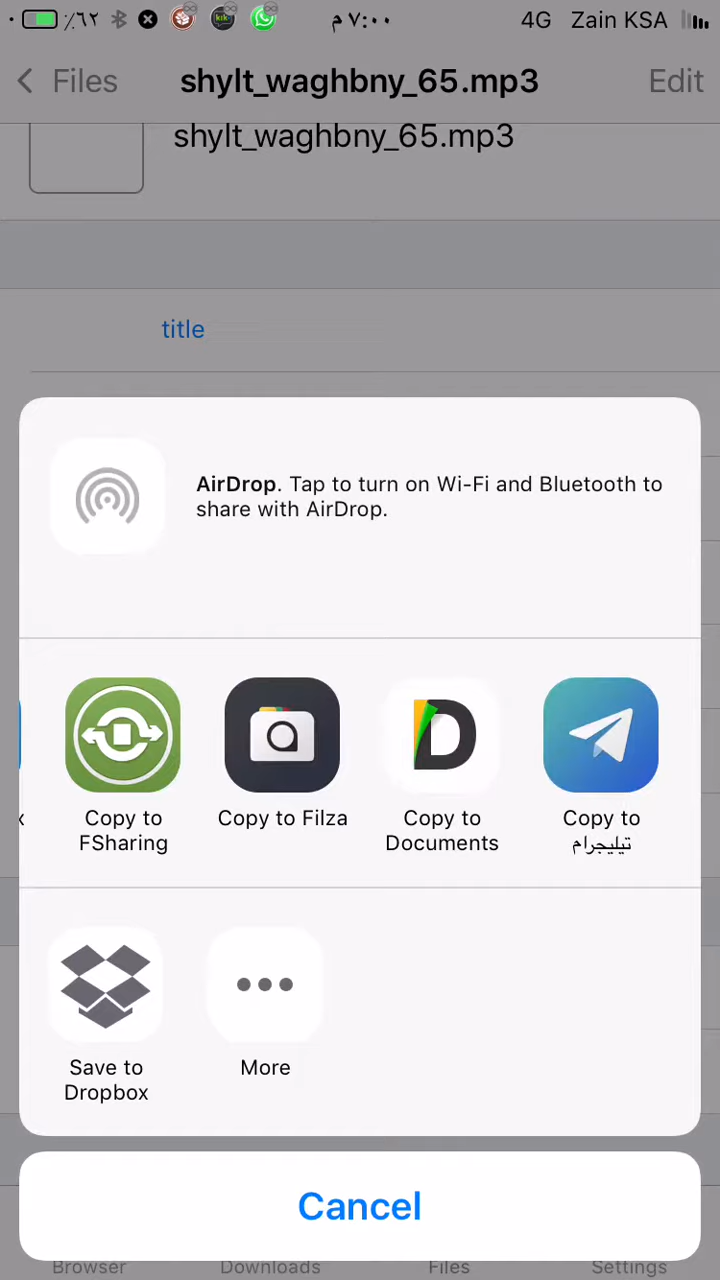 ٪٦٢ ٧:٠٠ م 4G Zain KSA
Files shylt_waghbny_65.mp3 Edit
shylt_waghbny_65.mp3
title
AirDrop. Tap to turn on Wi-Fi and Bluetooth to
share with AirDrop.
x Copy to FSharing
Copy to Filza
Copy to Documents
Copy to تيليجرام
Save to Dropbox
More
Cancel
Browser Downloads Files Settings